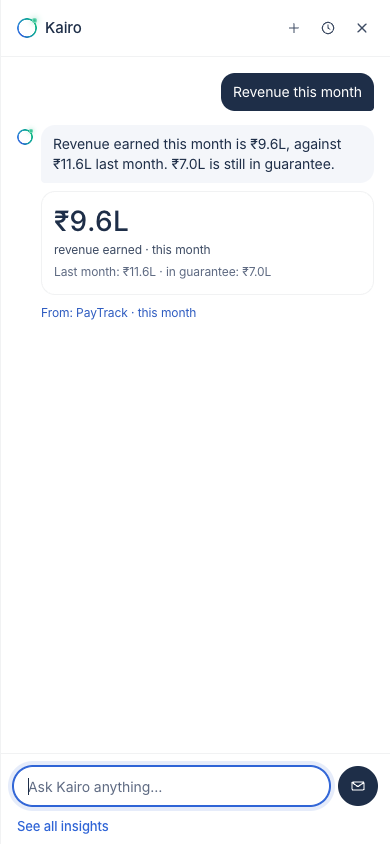 Kairo
Revenue this month
Revenue earned this month is ₹9.6L, against
₹11.6L last month. ₹7.0L is still in guarantee.
₹9.6L
revenue earned · this month
Last month: ₹11.6L · in guarantee: ₹7.0L
From: PayTrack · this month
Ask Kairo anything...
See all insights